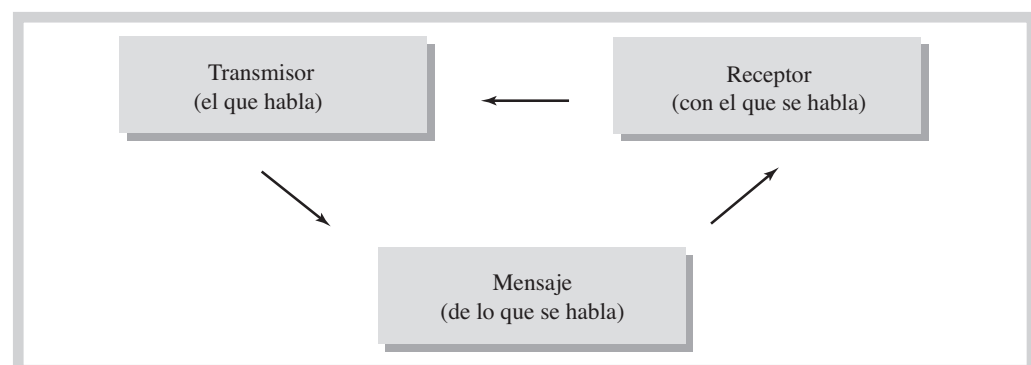 Transmisor
(el que habla)
Receptor
(con el que se habla)
Mensaje
(de lo que se habla)